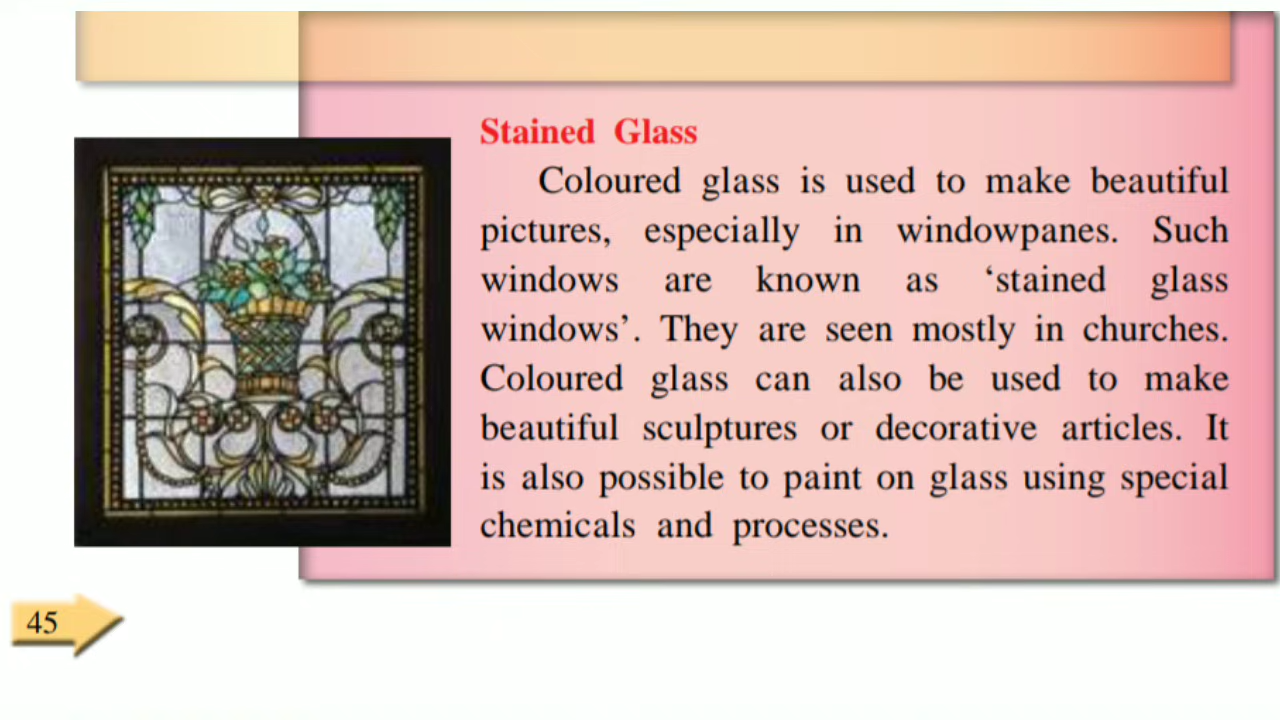 Stained Glass
Coloured glass is used to make beautiful
pictures, especially in windowpanes. Such
windows are known as ‘stained glass
windows’. They are seen mostly in churches.
Coloured glass can also be used to make
beautiful sculptures or decorative articles. It
is also possible to paint on glass using special
chemicals and processes.
45